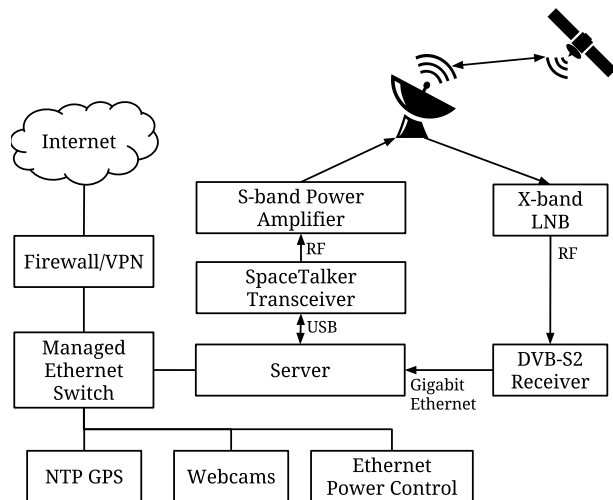 Internet
S-band Power
Amplifier
X-band
LNB
Firewall/VPN
RF
RF
SpaceTalker
Transceiver
USB
Managed
Ethernet
Switch
Server
DVB-S2
Receiver
Gigabit
Ethernet
NTP GPS
Webcams
Ethernet
Power Control